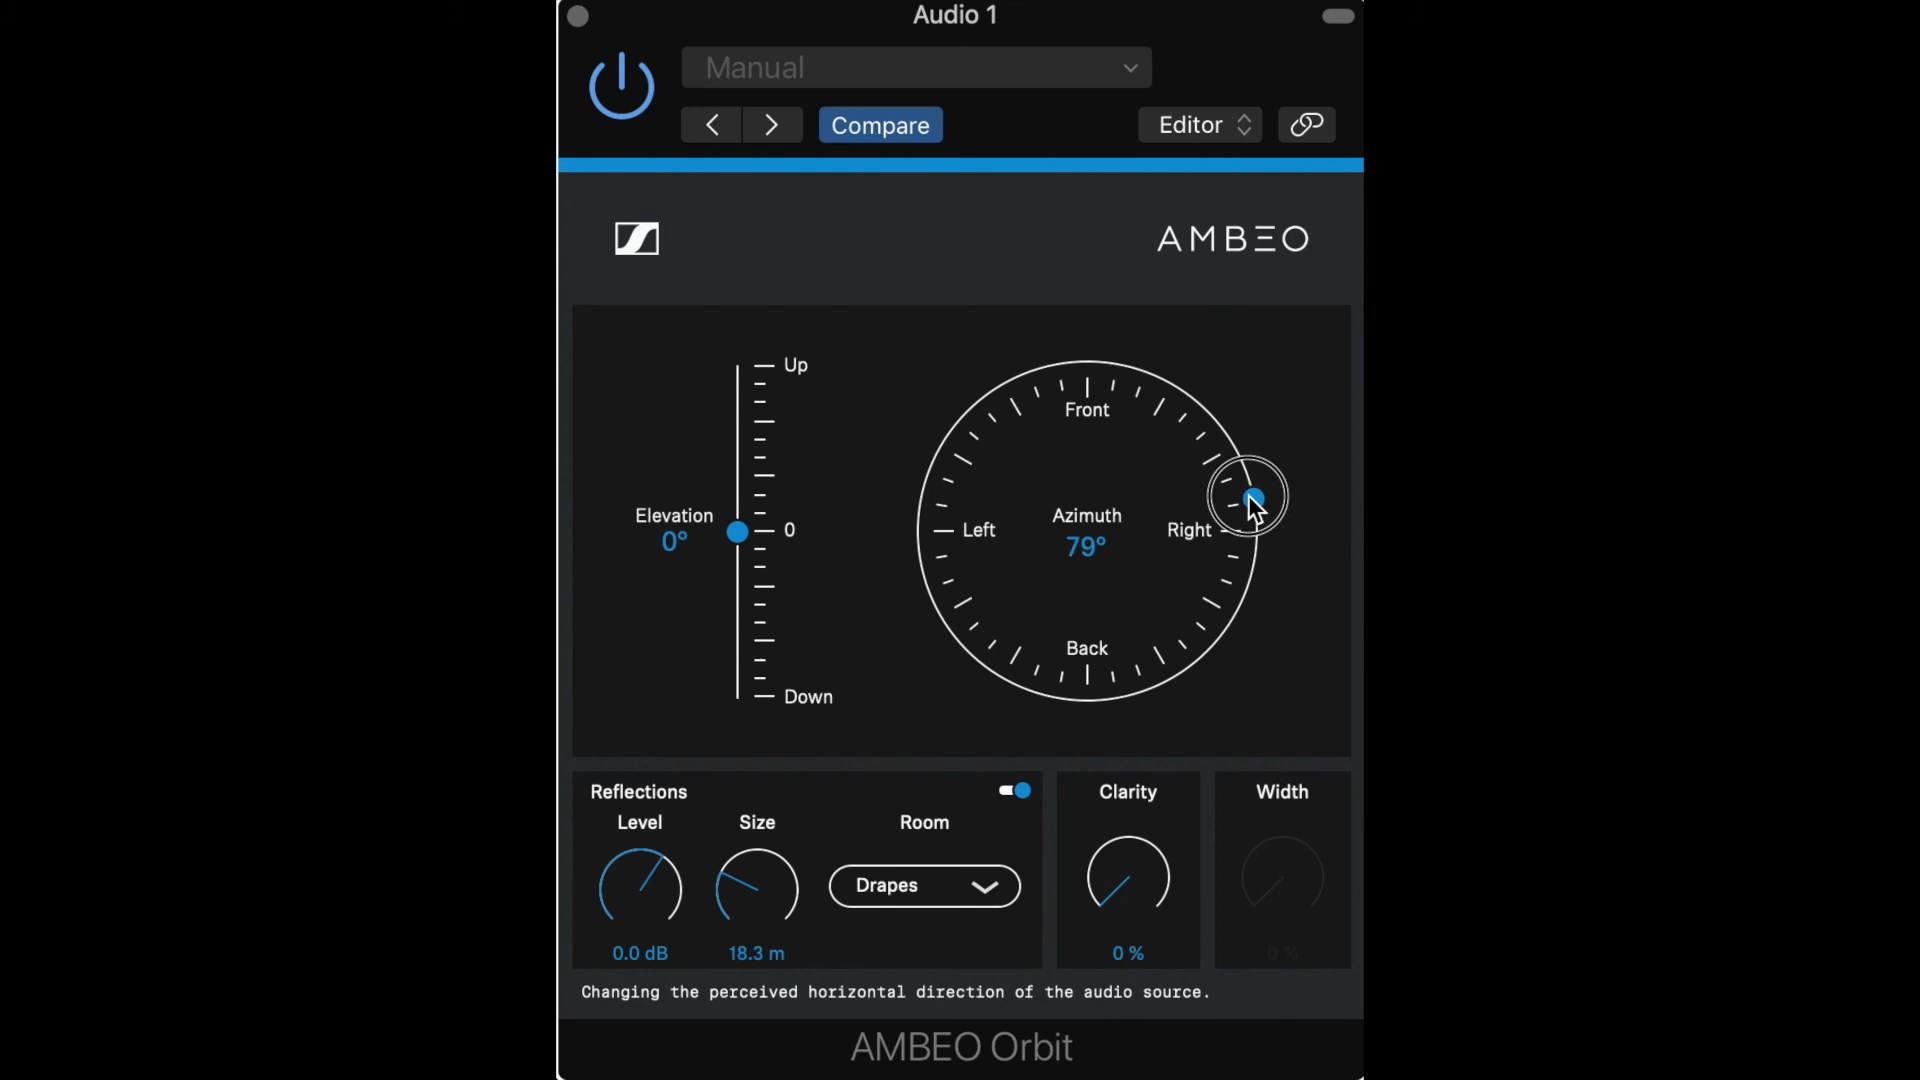 Audio 1
Manual
Compare
Editor
AMBEO
Up
Front
Elevation
0°
0
Left
Azimuth
79°
Right
Back
Down
Reflections
Level
Size
Room
Drapes
0.0 dB
18.3 m
Clarity
0 %
Width
0 %
Changing the perceived horizontal direction of the audio source.
AMBEO Orbit